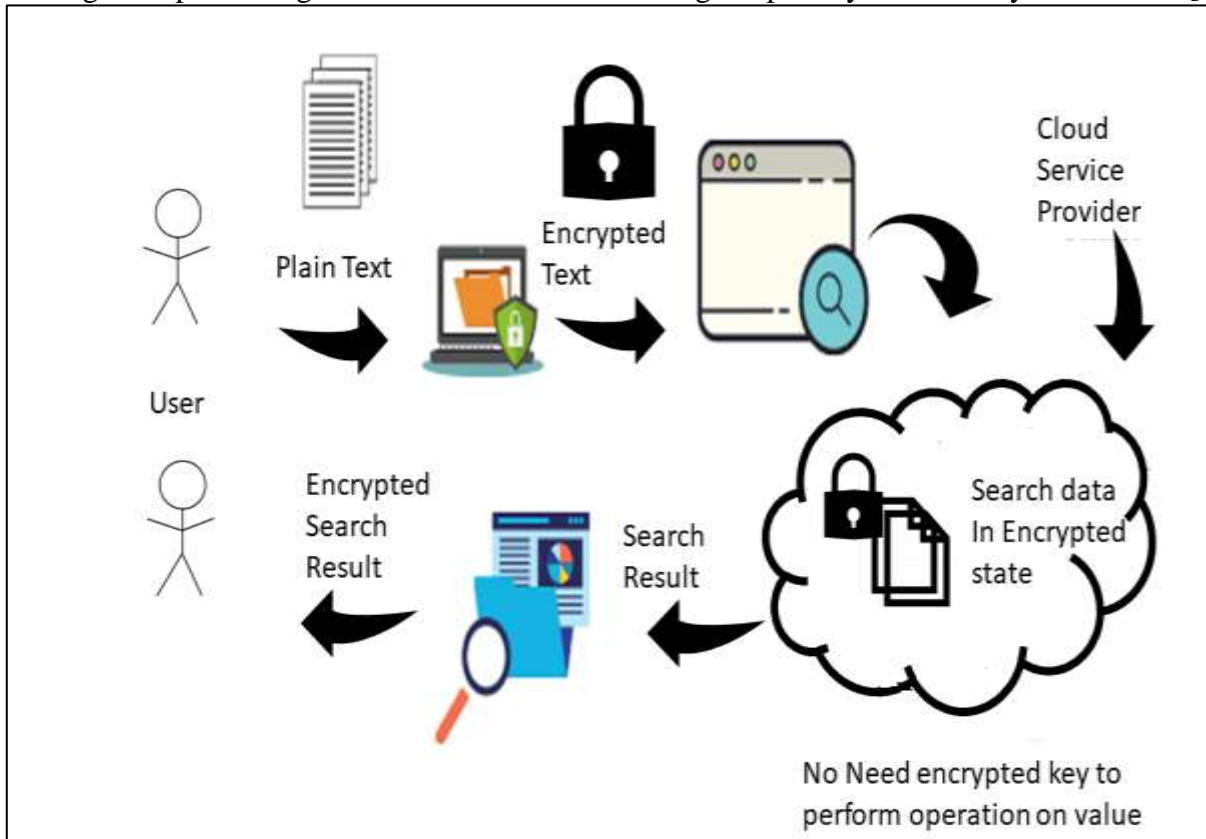 Plain Text
Encrypted
Text
Cloud
Service
Provider
User
Encrypted
Search
Result
Search
Result
Search data
In Encrypted
state
No Need encrypted key to
perform operation on value